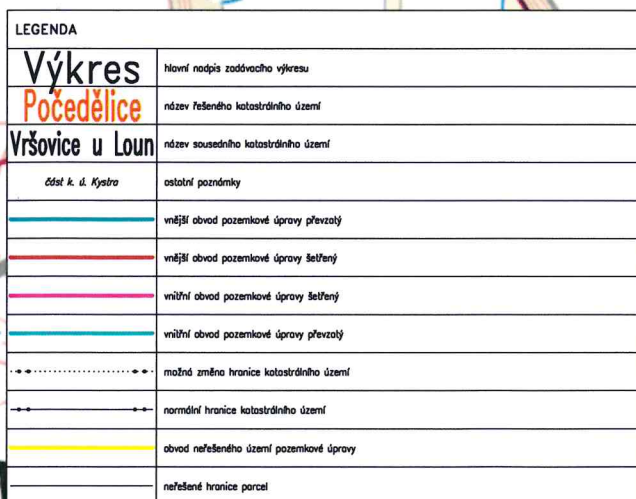 LEGENDA
Výkres hlavní nadpis zadávacího výkresu
Počedělice název řešeného katastrálního území
Vršovice u Loun název sousedního katastrálního území
část k. ú. Kystra ostatní poznámky
vnější obvod pozemkové úpravy převzatý
vnější obvod pozemkové úpravy šetřený
vnitřní obvod pozemkové úpravy šetřený
vnitřní obvod pozemkové úpravy převzatý
možná změna hranice katastrálního území
normální hranice katastrálního území
obvod neřešeného území pozemkové úpravy
neřešené hranice parcel